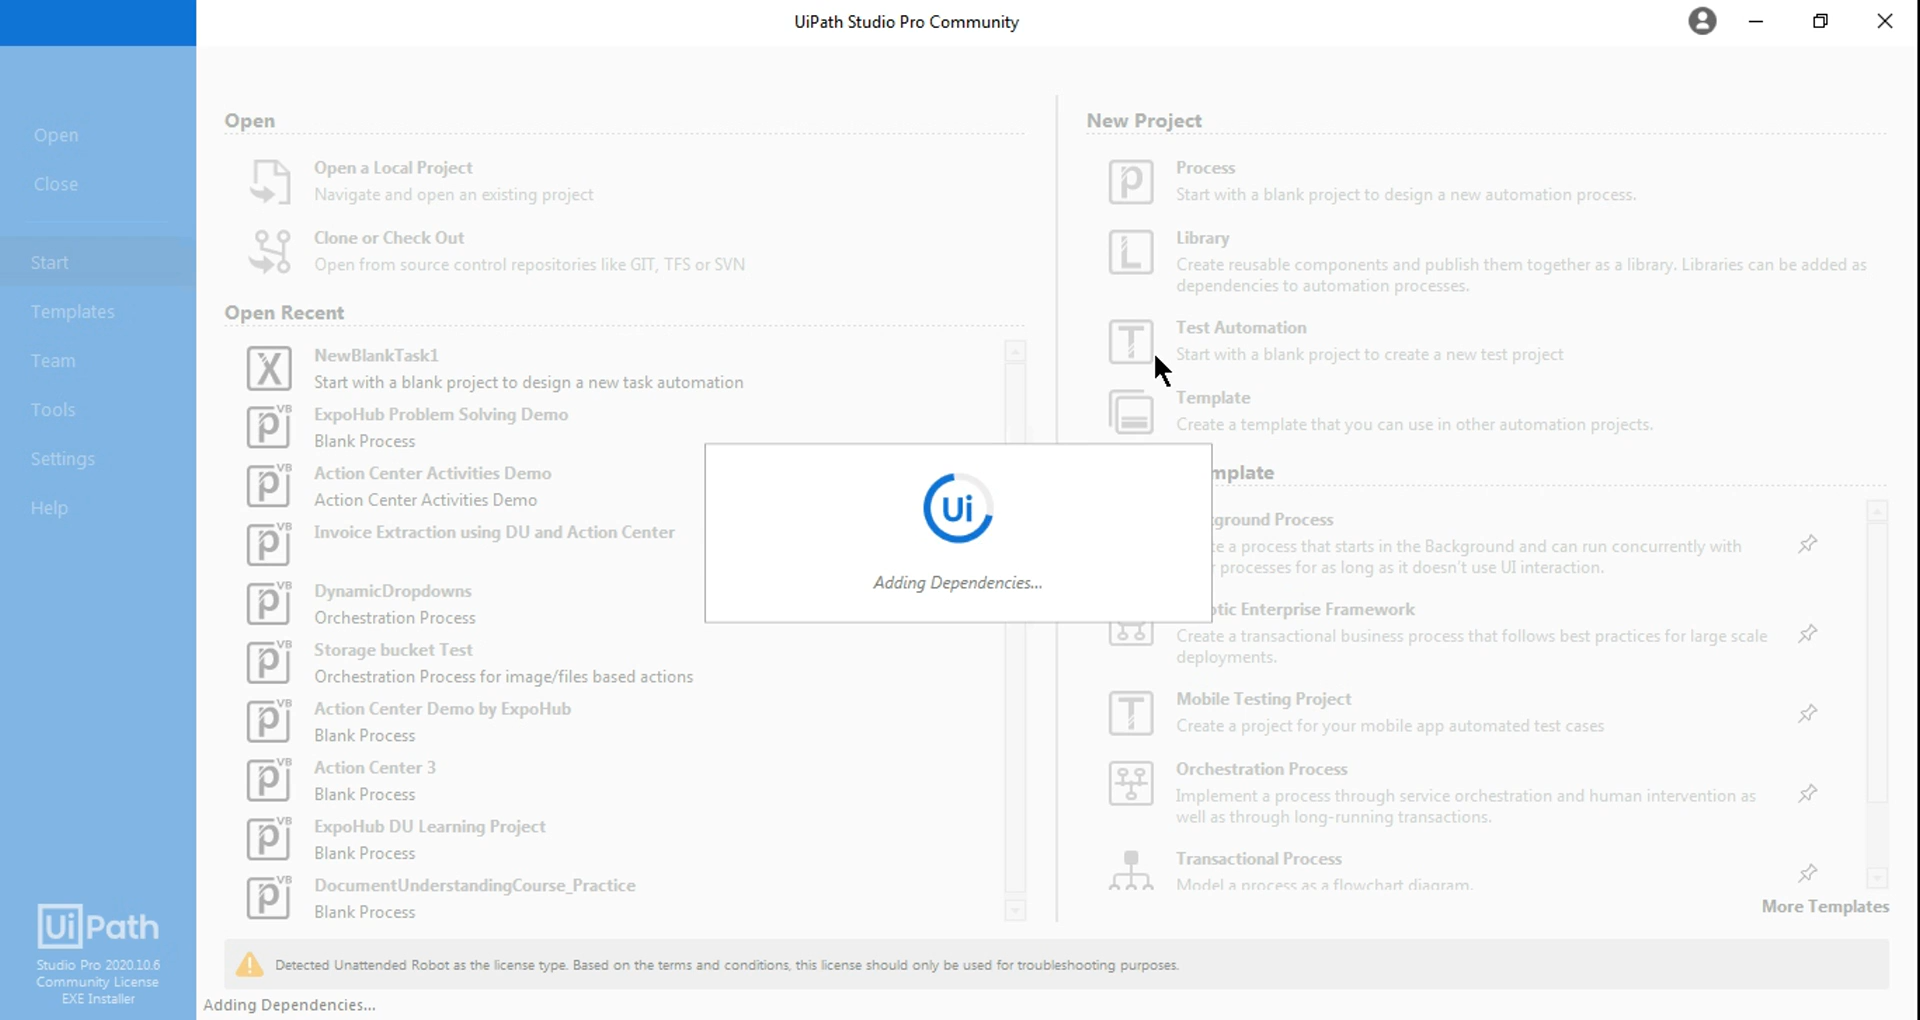 UiPath Studio Pro Community
Open
Close
Start
Templates
Team
Tools
Settings
Help
UiPath
Studio Pro 2020.10.6
Community License
EXE Installer
Open
Open a Local Project
Navigate and open an existing project
Clone or Check Out
Open from source control repositories like GIT, TFS or SVN
Open Recent
NewBlankTask1
Start with a blank project to design a new task automation
ExpoHub Problem Solving Demo
Blank Process
Action Center Activities Demo
Action Center Activities Demo
Invoice Extraction using DU and Action Center
DynamicDropdowns
Orchestration Process
Storage bucket Test
Orchestration Process for image/files based actions
Action Center Demo by ExpoHub
Blank Process
Action Center 3
Blank Process
ExpoHub DU Learning Project
Blank Process
DocumentUnderstandingCourse_Practice
Blank Process
New Project
Process
Start with a blank project to design a new automation process.
Library
Create reusable components and publish them together as a library. Libraries can be added as
dependencies to automation processes.
Test Automation
Start with a blank project to create a new test project
Template
Create a template that you can use in other automation projects.
mplate
ground Process
te a process that starts in the Background and can run concurrently with
processes for as long as it doesn't use UI interaction.
otic Enterprise Framework
Create a transactional business process that follows best practices for large scale
deployments.
Mobile Testing Project
Create a project for your mobile app automated test cases
Orchestration Process
Implement a process through service orchestration and human intervention as
well as through long-running transactions.
Transactional Process
Model a process as a flowchart diagram.
More Templates
Ui
Adding Dependencies...
Detected Unattended Robot as the license type. Based on the terms and conditions, this license should only be used for troubleshooting purposes.
Adding Dependencies...